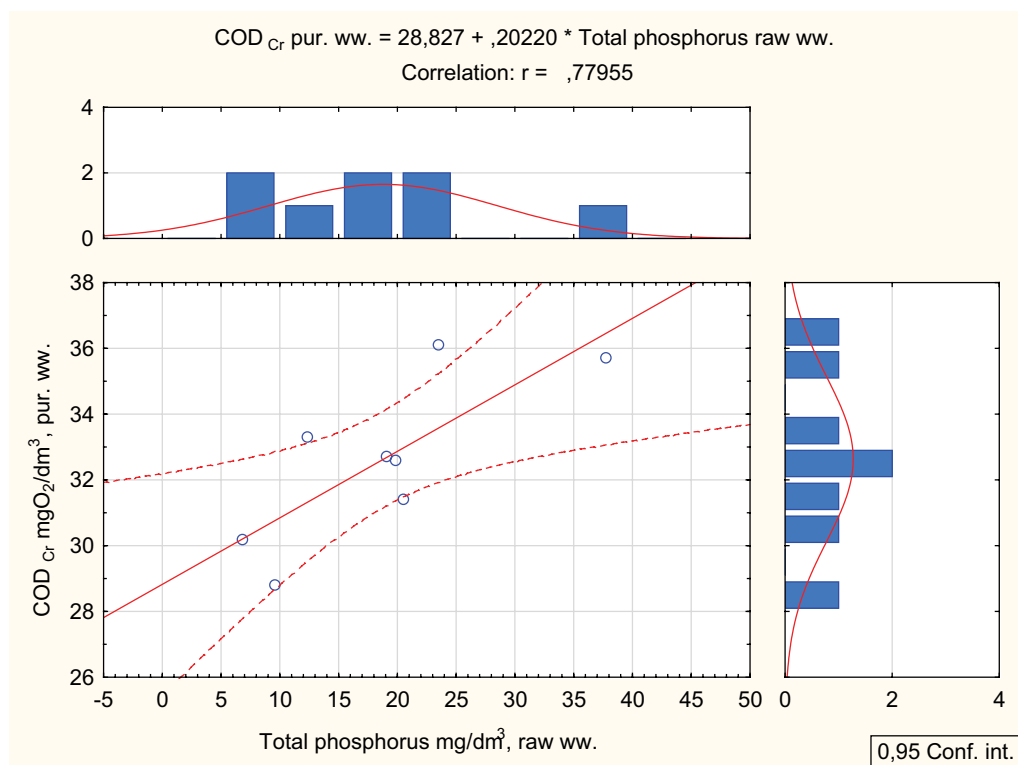 COD Cr pur. ww. = 28,827 + ,20220 * Total phosphorus raw ww.
Correlation: r = ,77955
4
2
0
38
36
34
32
30
28
26
COD Cr mgO2/dm3, pur. ww.
-5 0 5 10 15 20 25 30 35 40 45 50
Total phosphorus mg/dm3, raw ww.
0 2 4
0,95 Conf. int.